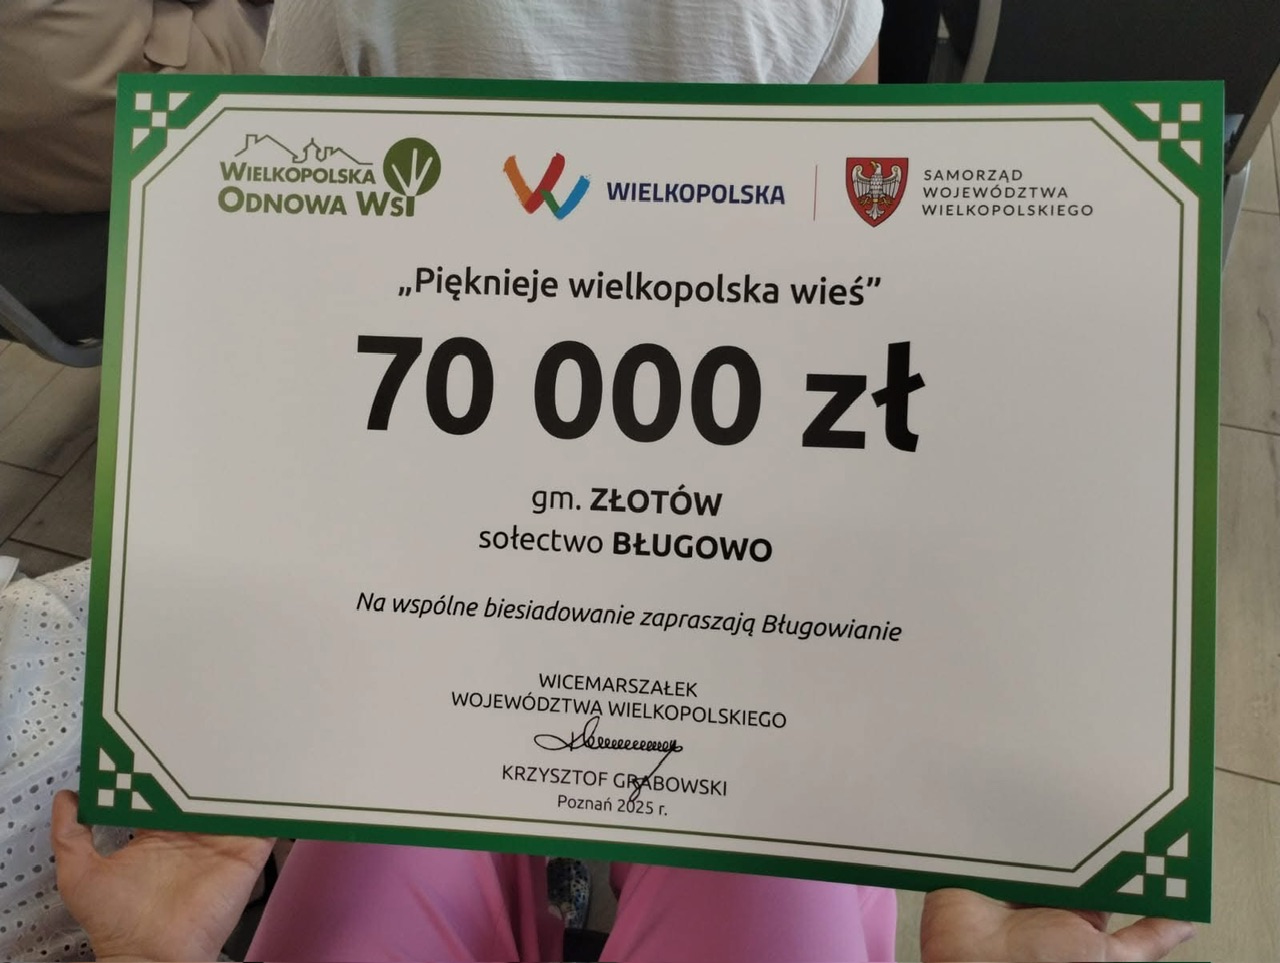 WIELKOPOLSKA
ODNOWA WSI
WIELKOPOLSKA
SAMORZĄD
WOJEWÓDZTWA
WIELKOPOLSKIEGO
„Pięknieje wielkopolska wieś”
70 000 zł
gm. ZŁOTÓW
sołectwo BŁUGOWO
Na wspólne biesiadowanie zapraszają Bługowianie
WICEMARSZAŁEK
WOJEWÓDZTWA WIELKOPOLSKIEGO
KRZYSZTOF GRABOWSKI
Poznań 2025 r.